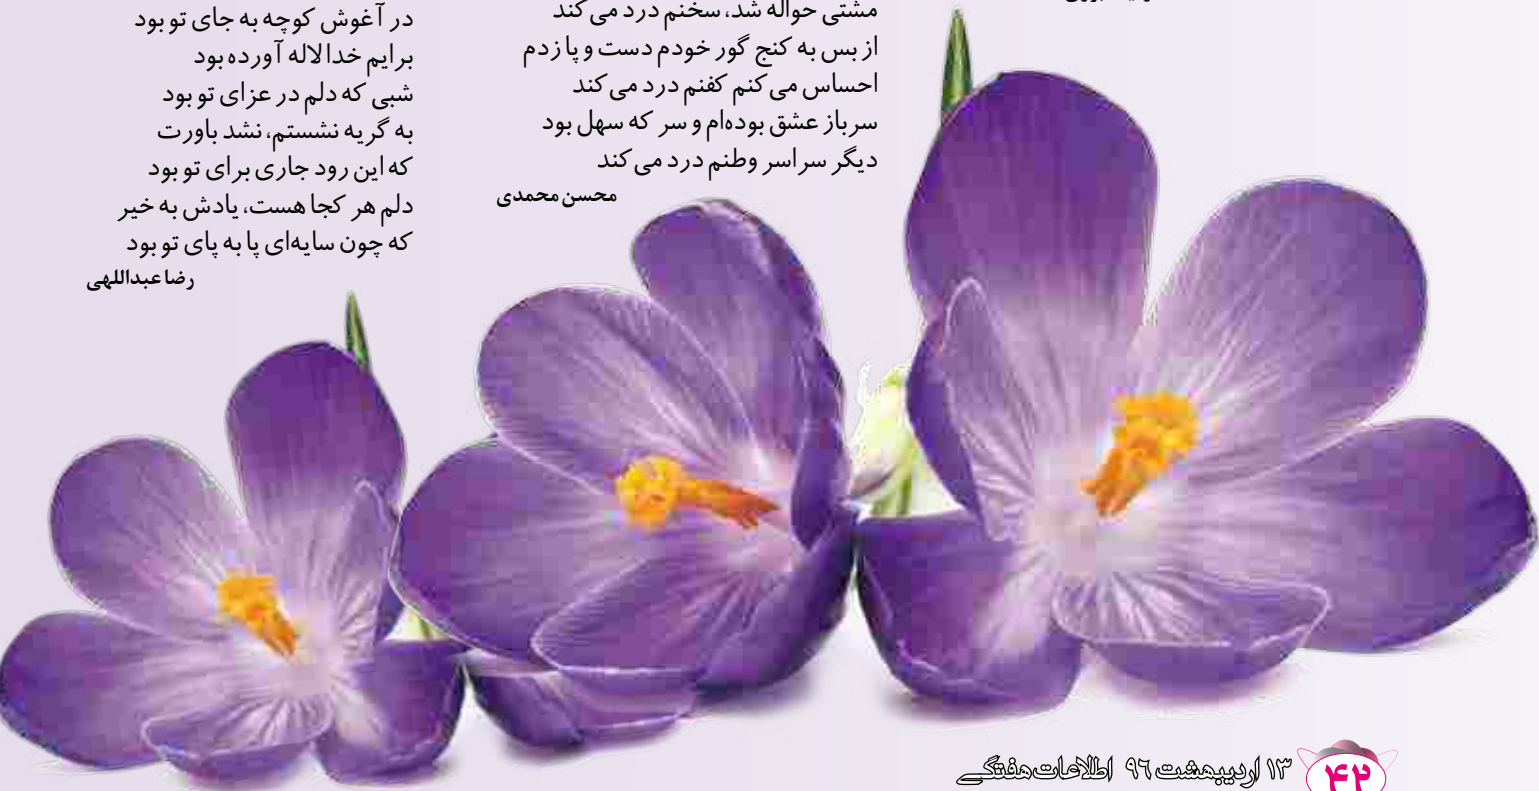 مشتی حواله شد، سخنم درد می‌کند
از بس به کنج گور خودم دست و پا زدم
احساس می‌کنم کفنم درد می‌کند
سرباز عشق بوده‌ام و سر که سهل بود
دیگر سراسر وطنم درد می‌کند
محسن محمدی
در آغوش کوچه به جای تو بود
برایم خدا لاله آورده بود
شبی که دلم در عزای تو بود
به گریه نشستم، نشد باورت
که این رود جاری برای تو بود
دلم هر کجا هست، یادش به خیر
که چون سایه‌ای پا به پای تو بود
رضا عبداللهی
۴۲
۱۳ اردیبهشت ۹۶ اطلاعات هفتگی